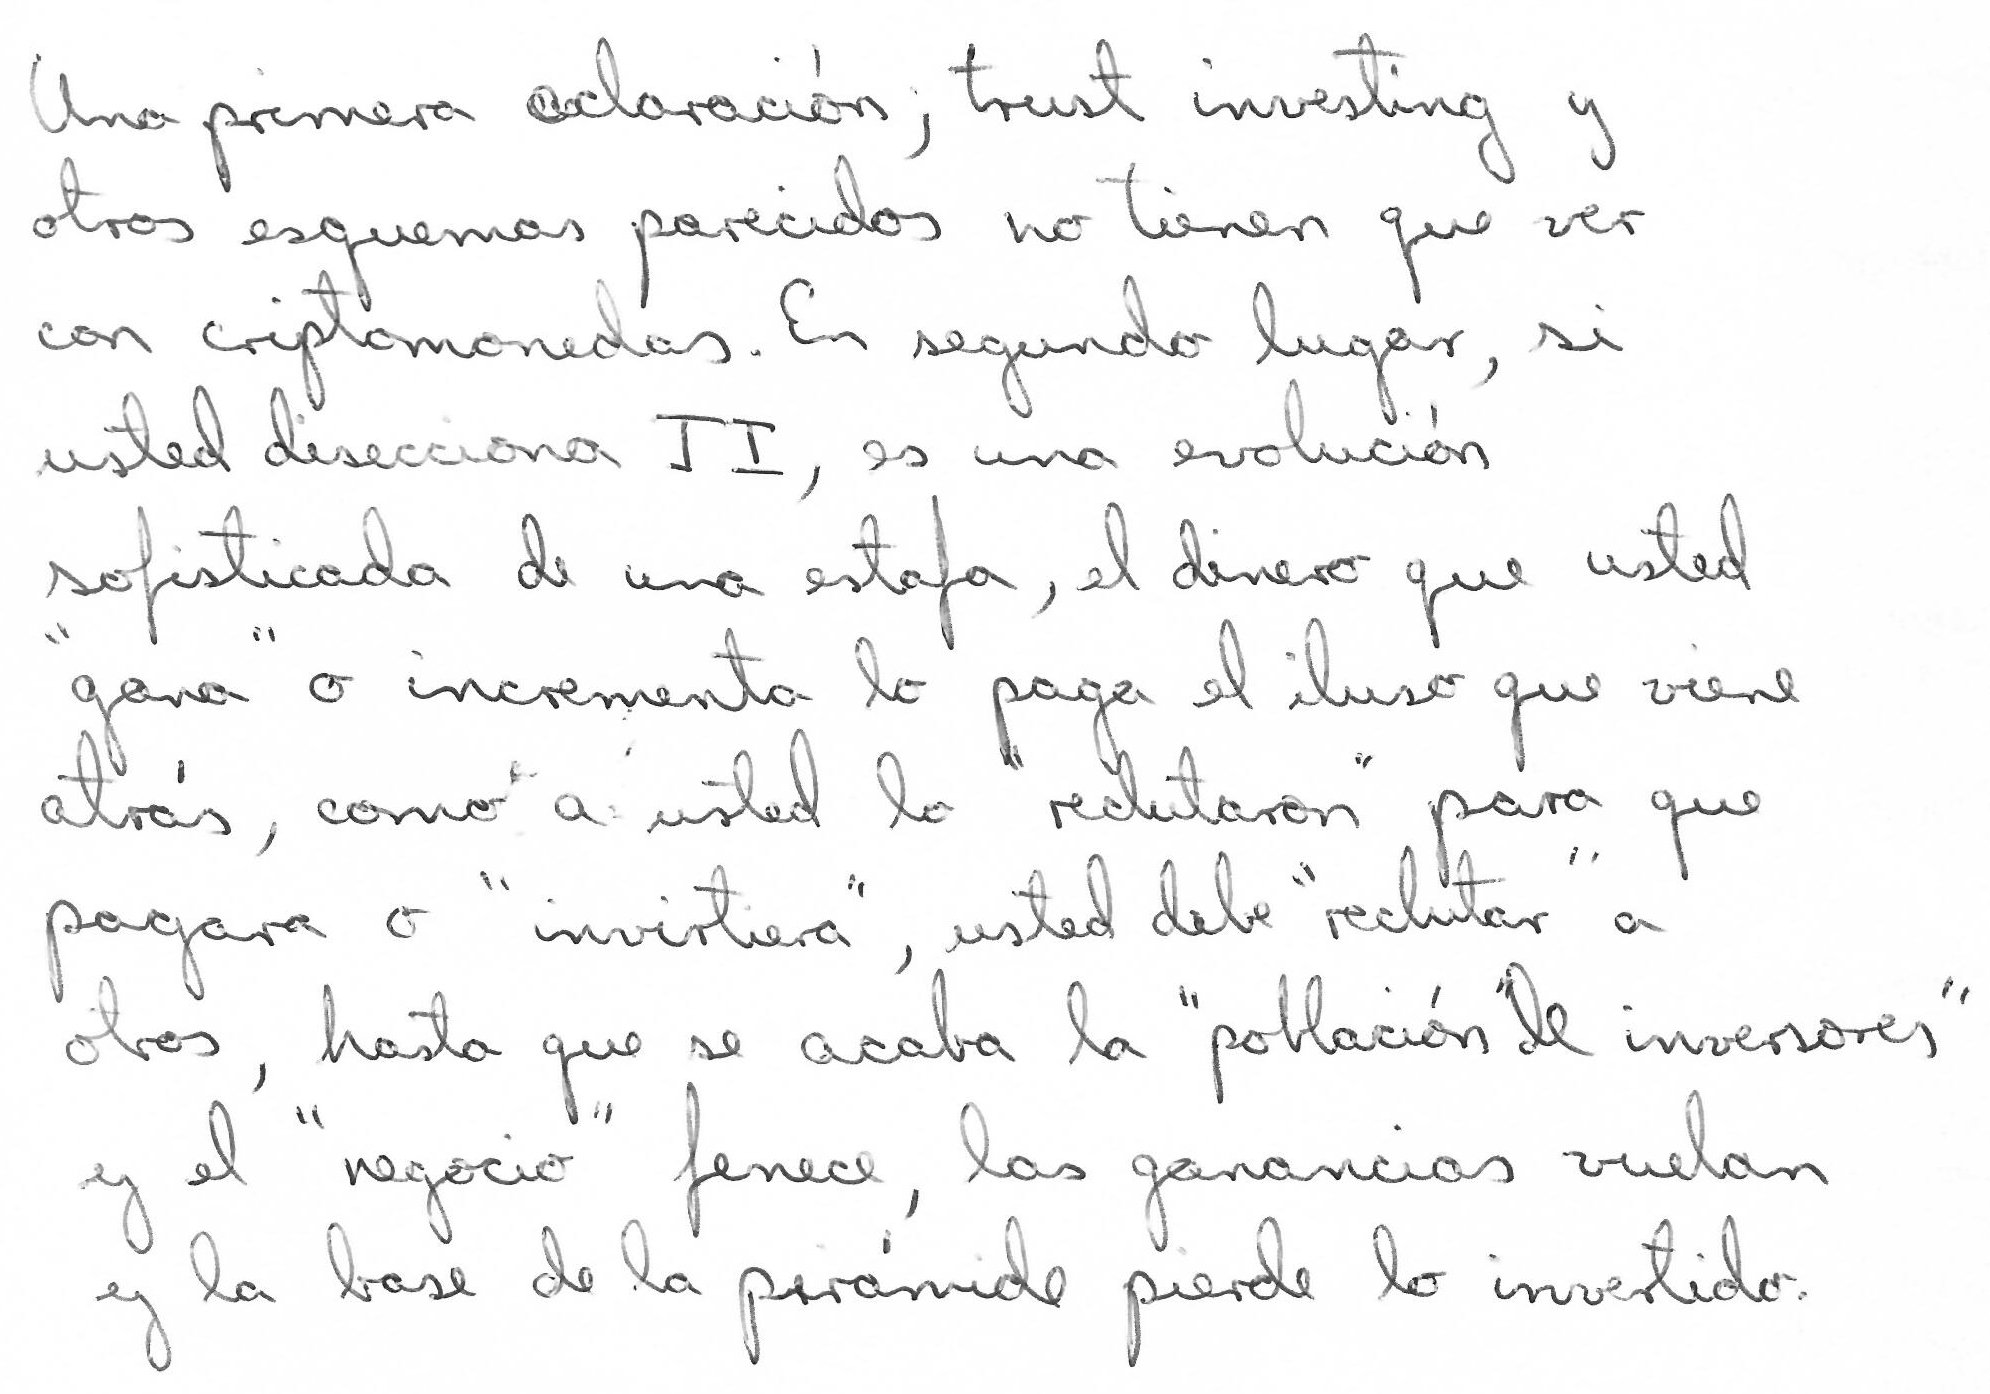 Una primera aclaración, trust investing y
otros esquemas parecidos no tienen que ver
con criptomonedas. En segundo lugar, si
usted disecciona TI, es una evolución
sofisticada de una estafa, el dinero que usted
"gana" o incrementa lo paga el iluso que viene
atrás, como a usted lo "reclutaron" para que
pagara o "invirtiera", usted debe "reclutar" a
otros, hasta que se acaba la "población de inversores"
y el "negocio" fenece, las ganancias vuelan
y la base de la pirámide pierde lo invertido.